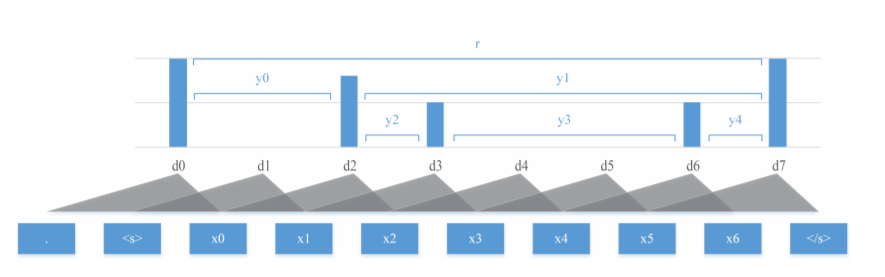 r
y0 y1
y2 y3 y4
d0 d1 d2 d3 d4 d5 d6 d7
. <s> x0 x1 x2 x3 x4 x5 x6 </s>